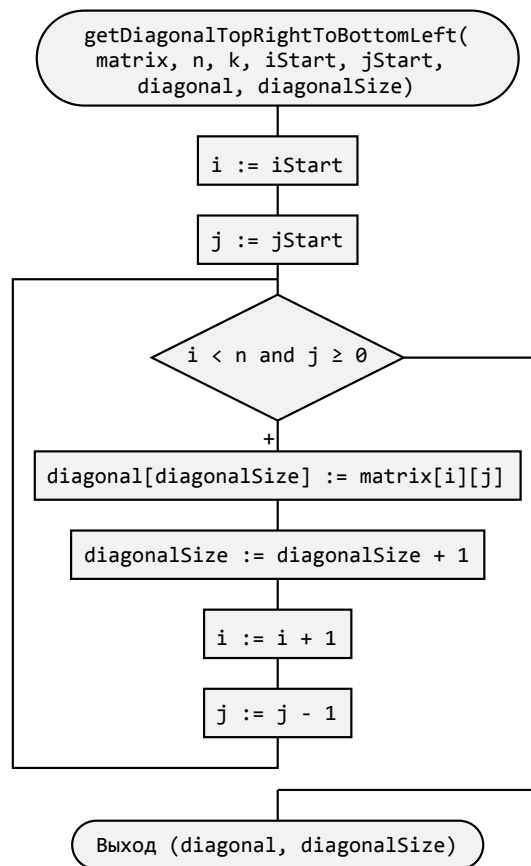 getDiagonalTopRightToBottomLeft(
matrix, n, k, iStart, jStart,
diagonal, diagonalSize)
i := iStart
j := jStart
i < n and j ≥ 0
+
diagonal[diagonalSize] := matrix[i][j]
diagonalSize := diagonalSize + 1
i := i + 1
j := j - 1
Выход (diagonal, diagonalSize)